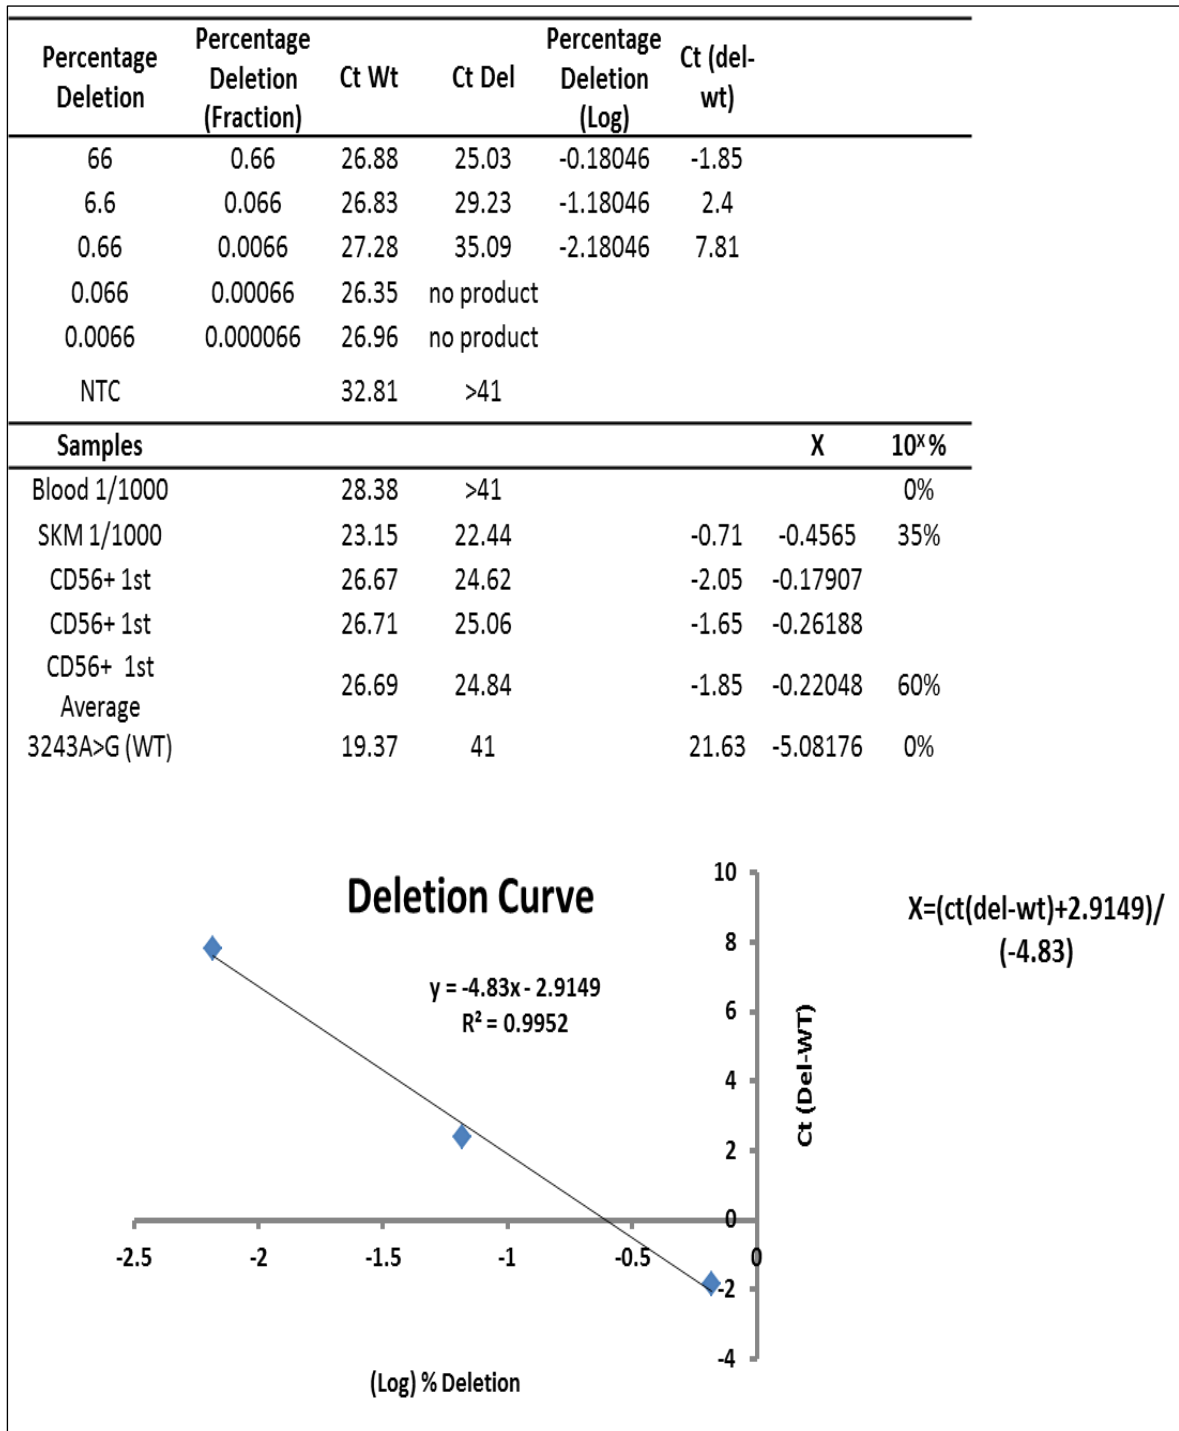 Percentage Deletion Percentage Deletion (Fraction) Ct Wt Ct Del Percentage Deletion (Log) Ct (del-wt)
66 0.66 26.88 25.03 -0.18046 -1.85
6.6 0.066 26.83 29.23 -1.18046 2.4
0.66 0.0066 27.28 35.09 -2.18046 7.81
0.066 0.00066 26.35 no product
0.0066 0.000066 26.96 no product
NTC 32.81 >41
Samples X 10ˣ %
Blood 1/1000 28.38 >41 0%
SKM 1/1000 23.15 22.44 -0.71 -0.4565 35%
CD56+ 1st 26.67 24.62 -2.05 -0.17907
CD56+ 1st 26.71 25.06 -1.65 -0.26188
CD56+ 1st Average 26.69 24.84 -1.85 -0.22048 60%
3243A>G (WT) 19.37 41 21.63 -5.08176 0%
Deletion Curve
y = -4.83x - 2.9149
R² = 0.9952
X=(ct(del-wt)+2.9149)/
(-4.83)
10
8
6
4
2
0
-2
-4
Ct (Del-WT)
-2.5 -2 -1.5 -1 -0.5 0
(Log) % Deletion